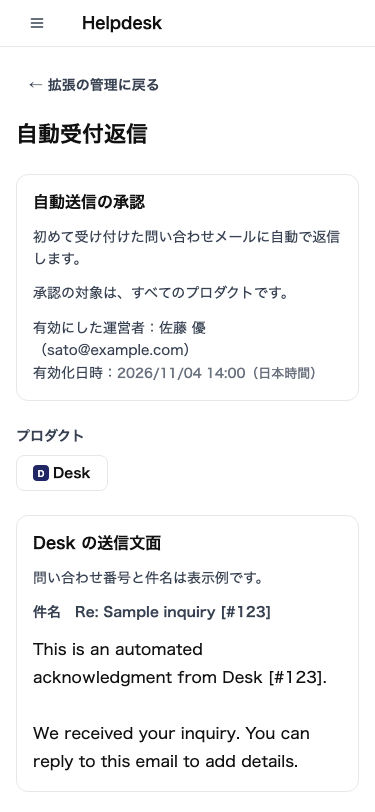 Helpdesk
← 拡張の管理に戻る
自動受付返信
自動送信の承認
初めて受け付けた問い合わせメールに自動で返信
します。
承認の対象は、すべてのプロダクトです。
有効にした運営者：佐藤 優
（sato@example.com）
有効化日時：2026/11/04 14:00（日本時間）
プロダクト
D Desk
Desk の送信文面
問い合わせ番号と件名は表示例です。
件名 Re: Sample inquiry [#123]
This is an automated
acknowledgment from Desk [#123].
We received your inquiry. You can
reply to this email to add details.